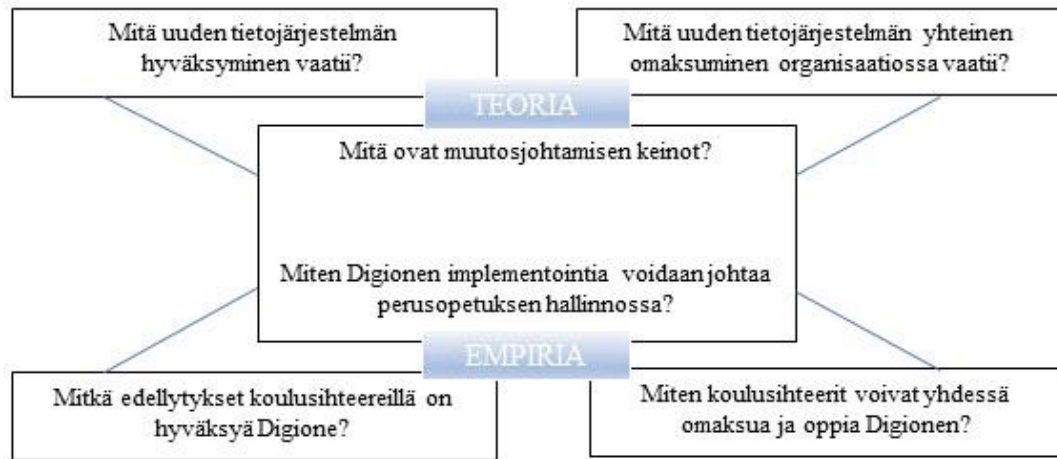 Mitä uuden tietojärjestelmän
hyväksyminen vaatii?
Mitä uuden tietojärjestelmän yhteinen
omaksuminen organisaatiossa vaatii?
TEORIA
Mitä ovat muutosjohtamisen keinot?
Miten Digionen implementointia voidaan johtaa
perusopetuksen hallinnossa?
EMPIRIA
Mitkä edellytykset koulusihteereillä on
hyväksyä Digione?
Miten koulusihteerit voivat yhdessä
omaksua ja oppia Digionen?